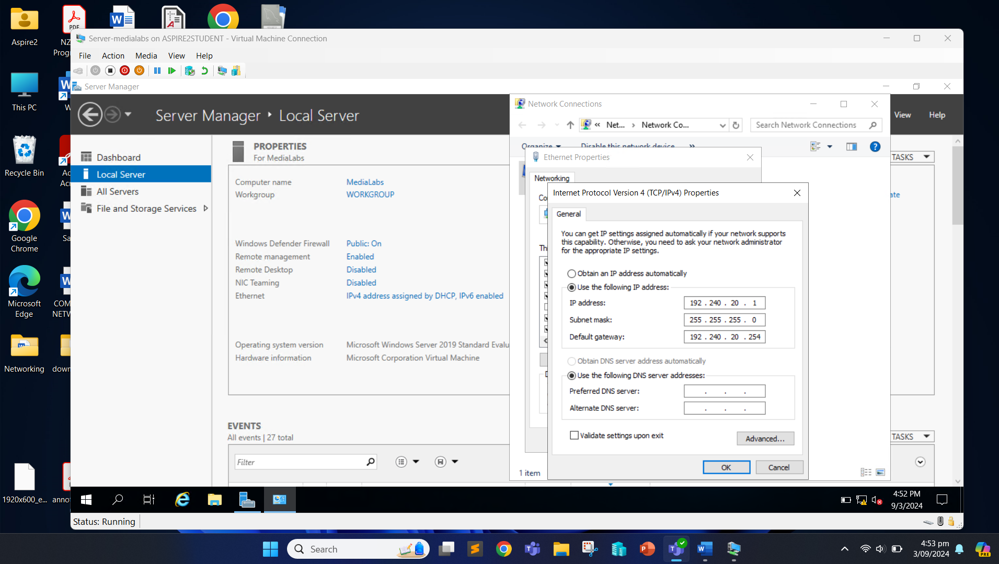 Aspire2
PDF
NZ
Prog
This PC
W
Recycle Bin
Ac
Acr
Google
Chrome
Sa
Microsoft
Edge
COM
NETW
Networking
dow
1920x600_e...
anno
Server-medialabs on ASPIRE2STUDENT - Virtual Machine Connection
File Action Media View Help
Server Manager
Server Manager ‣ Local Server
View Help
Dashboard
Local Server
All Servers
File and Storage Services
PROPERTIES
For MediaLabs
TASKS
Computer name MediaLabs
Workgroup WORKGROUP
ate
Windows Defender Firewall Public: On
Remote management Enabled
Remote Desktop Disabled
NIC Teaming Disabled
Ethernet IPv4 address assigned by DHCP, IPv6 enabled
Operating system version Microsoft Windows Server 2019 Standard Evalu
Hardware information Microsoft Corporation Virtual Machine
EVENTS
All events | 27 total
TASKS
Filter
Network Connections
« Net... › Network Co...
Search Network Connections
Organize Disable this network device »
1 item
Ethernet Properties
Networking
Co
Th
Internet Protocol Version 4 (TCP/IPv4) Properties
General
You can get IP settings assigned automatically if your network supports
this capability. Otherwise, you need to ask your network administrator
for the appropriate IP settings.
Obtain an IP address automatically
Use the following IP address:
IP address: 192 . 240 . 20 . 1
Subnet mask: 255 . 255 . 255 . 0
Default gateway: 192 . 240 . 20 . 254
Obtain DNS server address automatically
Use the following DNS server addresses:
Preferred DNS server: . . .
Alternate DNS server: . . .
Validate settings upon exit
Advanced...
OK Cancel
4:52 PM
9/3/2024
Status: Running
Search
4:53 pm
3/09/2024
PRE